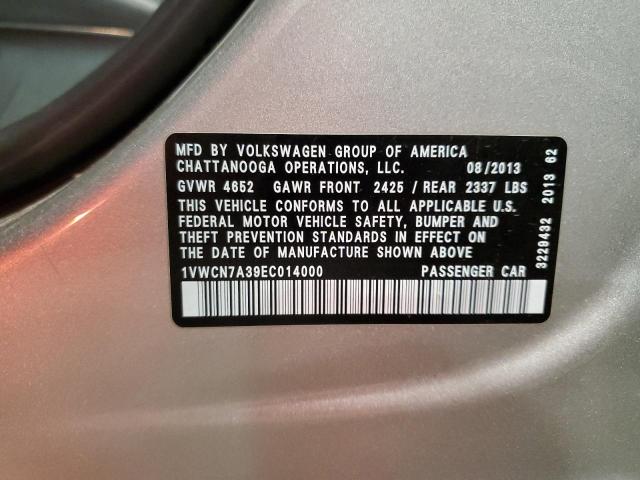 MFD BY VOLKSWAGEN GROUP OF AMERICA
CHATTANOOGA OPERATIONS, LLC. 08/2013
GVWR 4652 GAWR FRONT 2425 / REAR 2337 LBS
THIS VEHICLE CONFORMS TO ALL APPLICABLE U.S.
FEDERAL MOTOR VEHICLE SAFETY, BUMPER AND
THEFT PREVENTION STANDARDS IN EFFECT ON
THE DATE OF MANUFACTURE SHOWN ABOVE
1VWCN7A39EC014000 PASSENGER CAR
3229432 2013 62